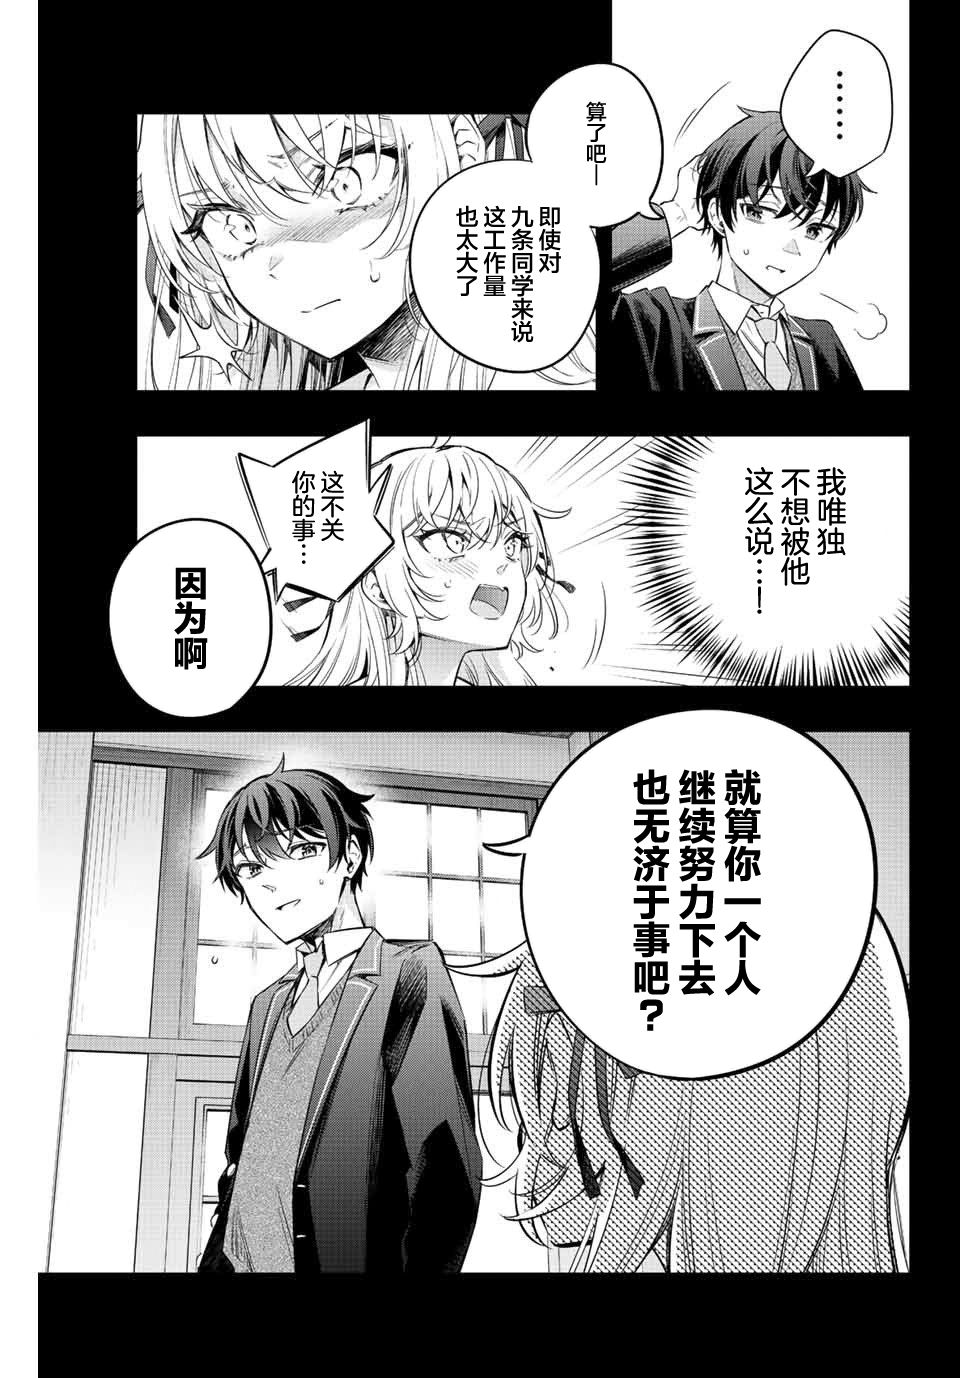 ……
算了吧—
即使对
九条同学来说
这工作量
也太大了
我唯独
不想被他
这么说…！
这不关
你的事…
因为
啊
就算你一个人
继续努力下去
也无济于事吧？